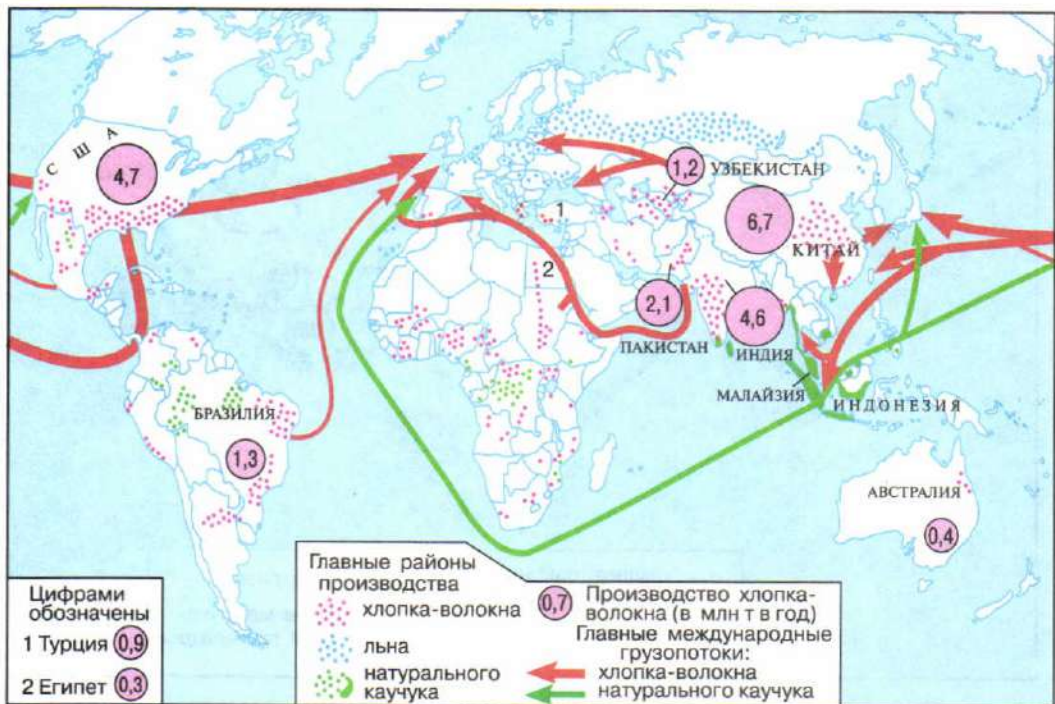 США
4,7
1,2 УЗБЕКИСТАН
6,7
КИТАЙ
1
2
2,1
4,6
ПАКИСТАН
ИНДИЯ
МАЛАЙЗИЯ
ИНДОНЕЗИЯ
БРАЗИЛИЯ
1,3
АВСТРАЛИЯ
0,4
Цифрами
обозначены
1 Турция 0,9
2 Египет 0,3
Главные районы
производства
хлопка-волокна
льна
натурального
каучука
0,7 Производство хлопка-
волокна (в млн т в год)
Главные международные
грузопотоки:
хлопка-волокна
натурального каучука